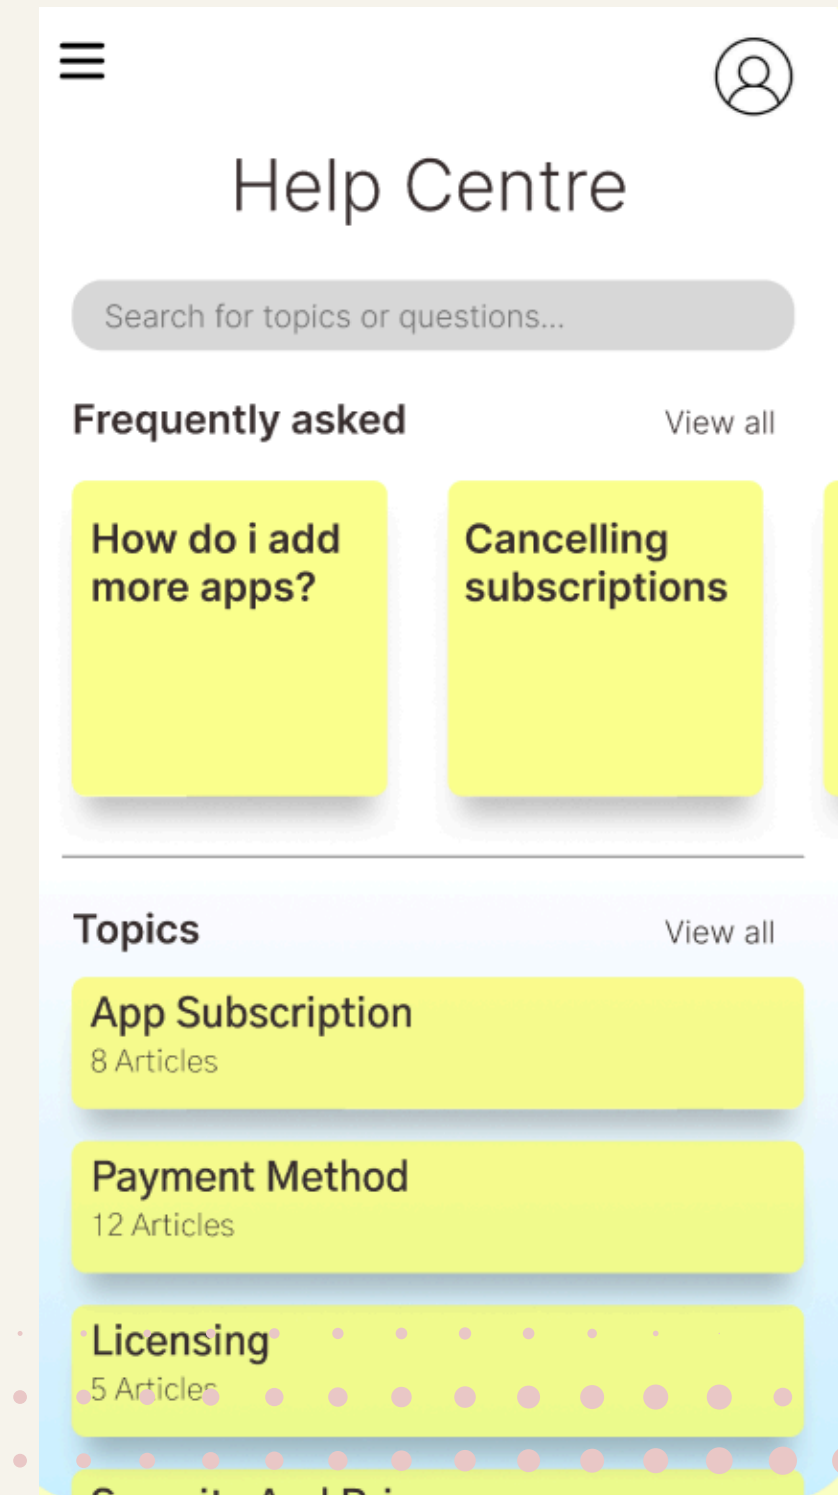 Help Centre
Search for topics or questions...
Frequently asked
View all
How do i add
more apps?
Cancelling
subscriptions
Topics
View all
App Subscription
8 Articles
Payment Method
12 Articles
Licensing
5 Articles